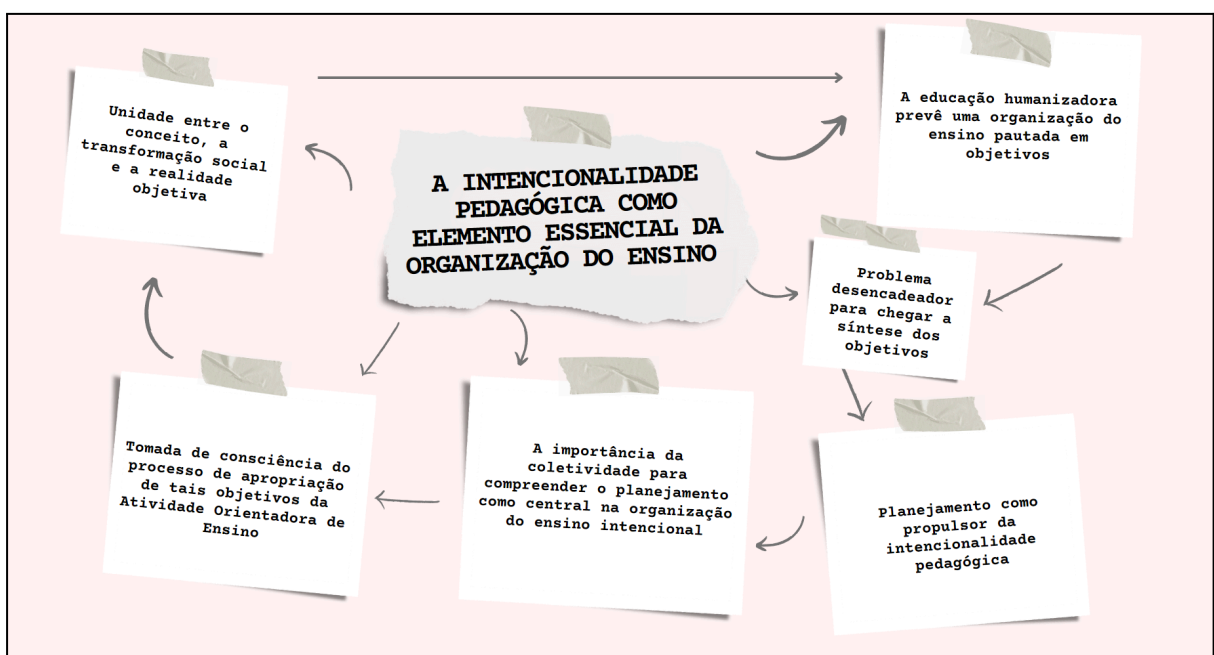 Unidade entre o
conceito, a
transformação social
e a realidade
objetiva
A INTENCIONALIDADE
PEDAGÓGICA COMO
ELEMENTO ESSENCIAL DA
ORGANIZAÇÃO DO ENSINO
A educação humanizadora
prevê uma organização do
ensino pautada em
objetivos
Problema
desencadeador
para chegar a
síntese dos
objetivos
Tomada de consciência do
processo de apropriação
de tais objetivos da
Atividade Orientadora de
Ensino
A importância da
coletividade para
compreender o planejamento
como central na organização
do ensino intencional
Planejamento como
propulsor da
intencionalidade
pedagógica